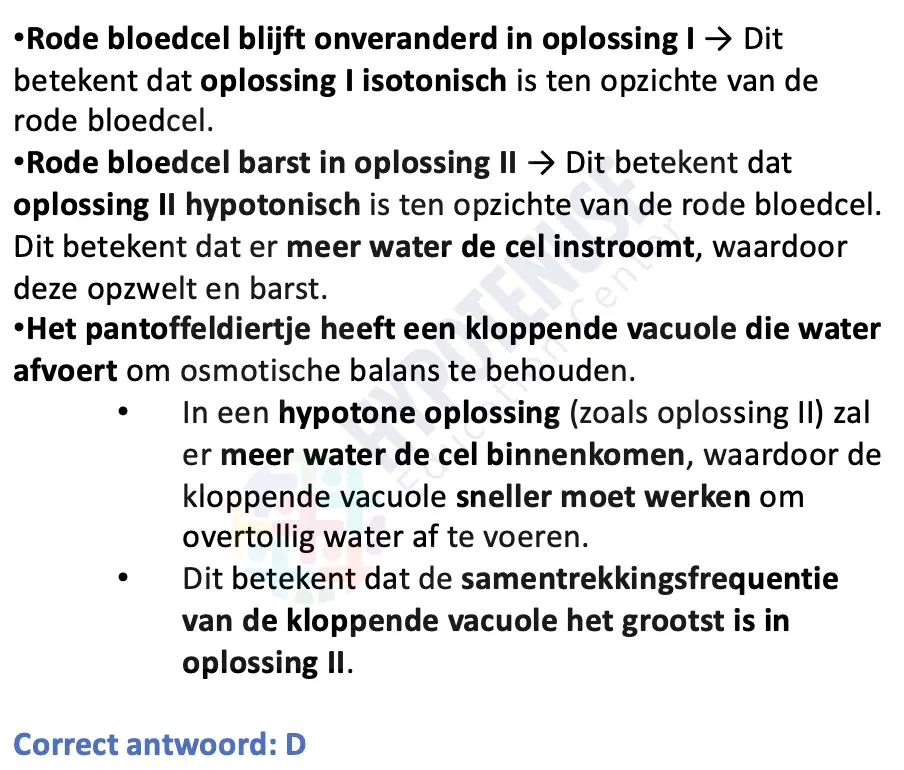 •Rode bloedcel blijft onveranderd in oplossing I → Dit
betekent dat oplossing I isotonisch is ten opzichte van de
rode bloedcel.
•Rode bloedcel barst in oplossing II → Dit betekent dat
oplossing II hypotonisch is ten opzichte van de rode bloedcel.
Dit betekent dat er meer water de cel instroomt, waardoor
deze opzwelt en barst.
•Het pantoffeldiertje heeft een kloppende vacuole die water
afvoert om osmotische balans te behouden.
• In een hypotone oplossing (zoals oplossing II) zal
er meer water de cel binnenkomen, waardoor de
kloppende vacuole sneller moet werken om
overtollig water af te voeren.
• Dit betekent dat de samentrekkingsfrequentie
van de kloppende vacuole het grootst is in
oplossing II.
Correct antwoord: D
HYPOTENUSE
Education Center